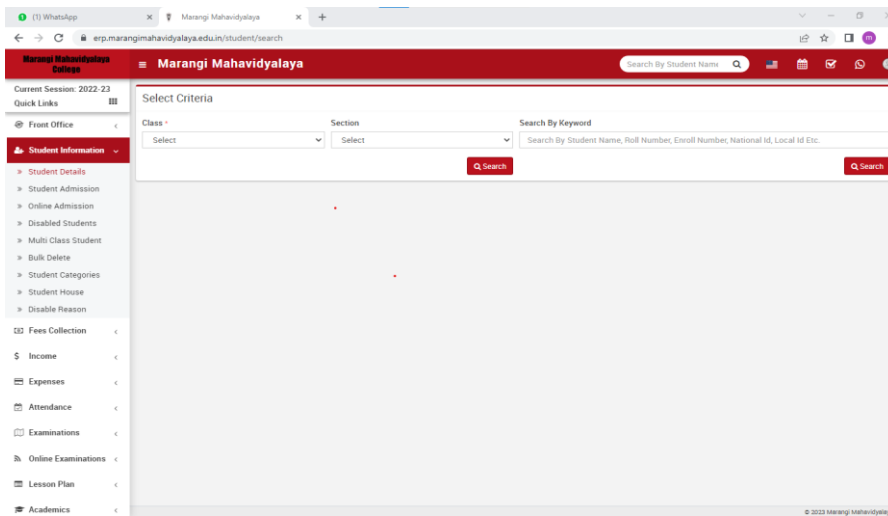 (1) WhatsApp
Marangi Mahavidyalaya
erp.marangimahavidyalaya.edu.in/student/search
Marangi Mahavidyalaya
College
Marangi Mahavidyalaya
Search By Student Name
Current Session: 2022-23
Quick Links
Select Criteria
Front Office
Class *
Section
Search By Keyword
Select
Select
Search By Student Name, Roll Number, Enroll Number, National Id, Local Id Etc.
Student Information
Search
Search
Student Details
Student Admission
Online Admission
Disabled Students
Multi Class Student
Bulk Delete
Student Categories
Student House
Disable Reason
Fees Collection
$ Income
Expenses
Attendance
Examinations
Online Examinations
Lesson Plan
Academics
© 2023 Marangi Mahavidyala